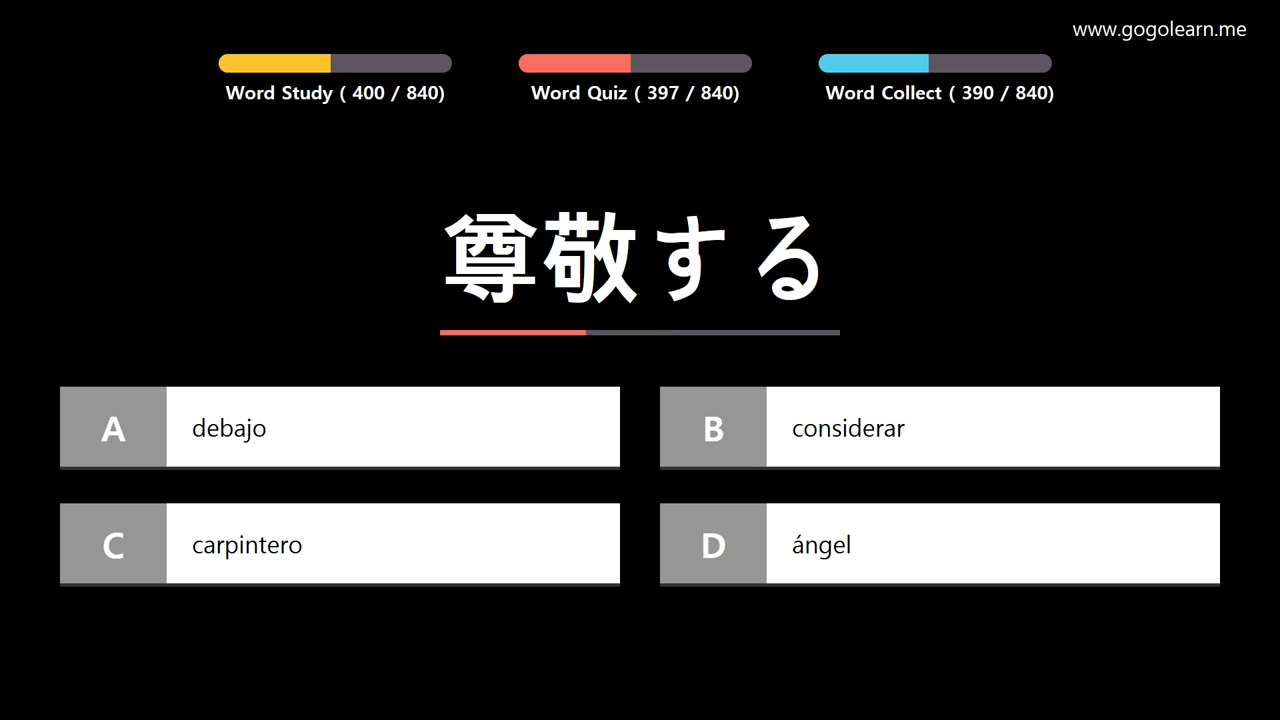 www.gogolearn.me
Word Study ( 400 / 840)
Word Quiz ( 397 / 840)
Word Collect ( 390 / 840)
尊敬する
A debajo
B considerar
C carpintero
D ángel